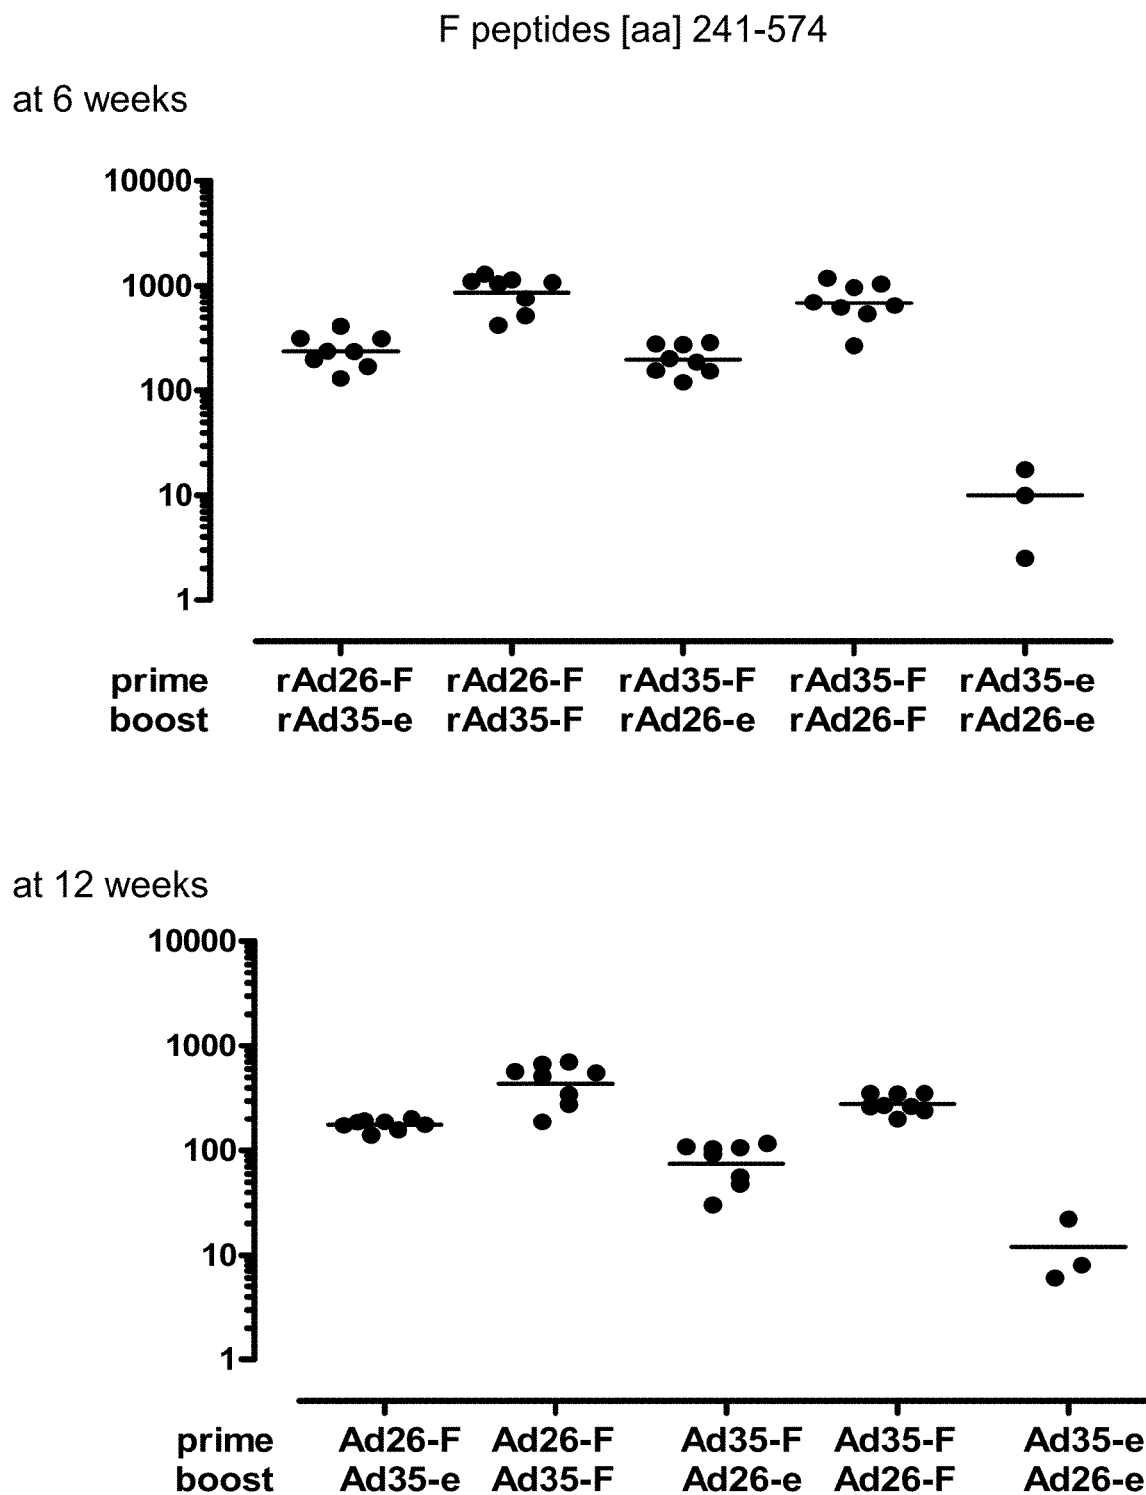 F peptides [aa] 241-574
at 6 weeks
10000
1000
100
10
1
prime rAd26-F rAd26-F rAd35-F rAd35-F rAd35-e
boost rAd35-e rAd35-F rAd26-e rAd26-F rAd26-e
at 12 weeks
10000
1000
100
10
1
prime Ad26-F Ad26-F Ad35-F Ad35-F Ad35-e
boost Ad35-e Ad35-F Ad26-e Ad26-F Ad26-e